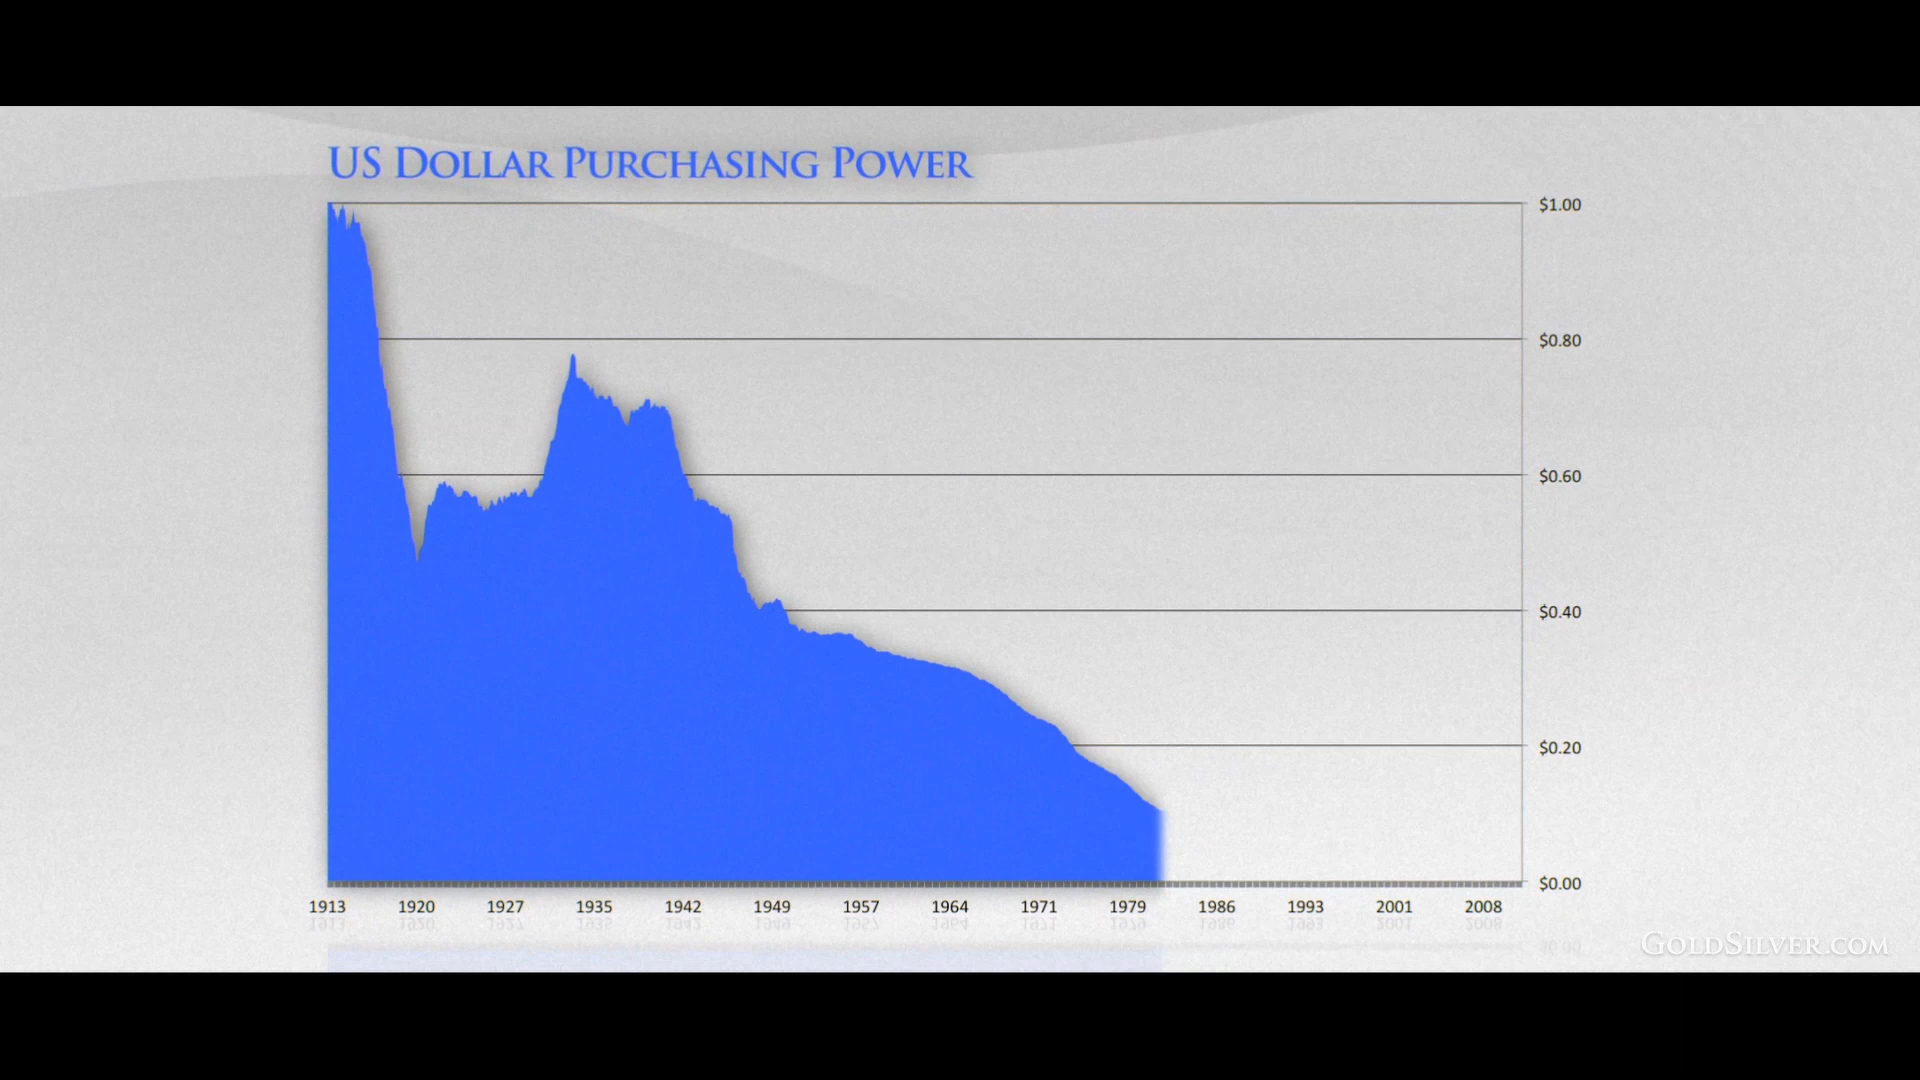 US DOLLAR PURCHASING POWER
$1.00
$0.80
$0.60
$0.40
$0.20
$0.00
1913 1920 1927 1935 1942 1949 1957 1964 1971 1979 1986 1993 2001 2008
GOLDSILVER.COM